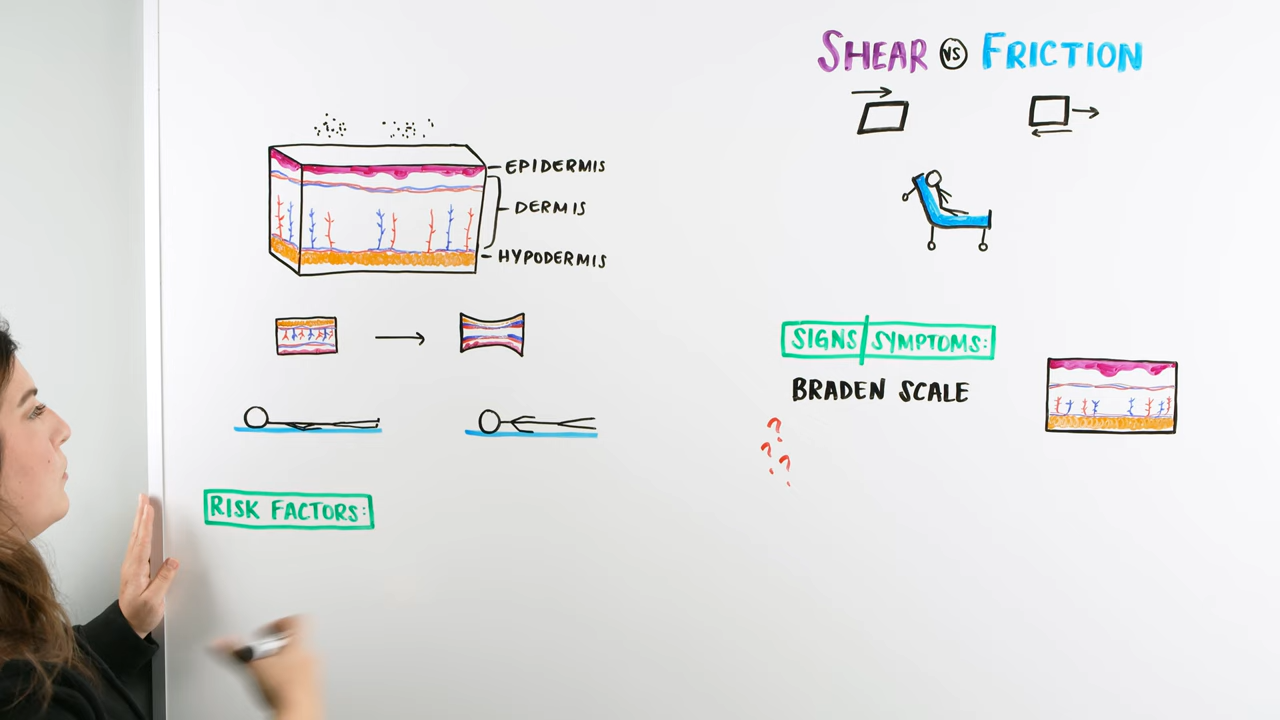 SHEAR VS FRICTION
EPIDERMIS
DERMIS
HYPODERMIS
SIGNS/SYMPTOMS:
BRADEN SCALE
? 
? ?
RISK FACTORS: